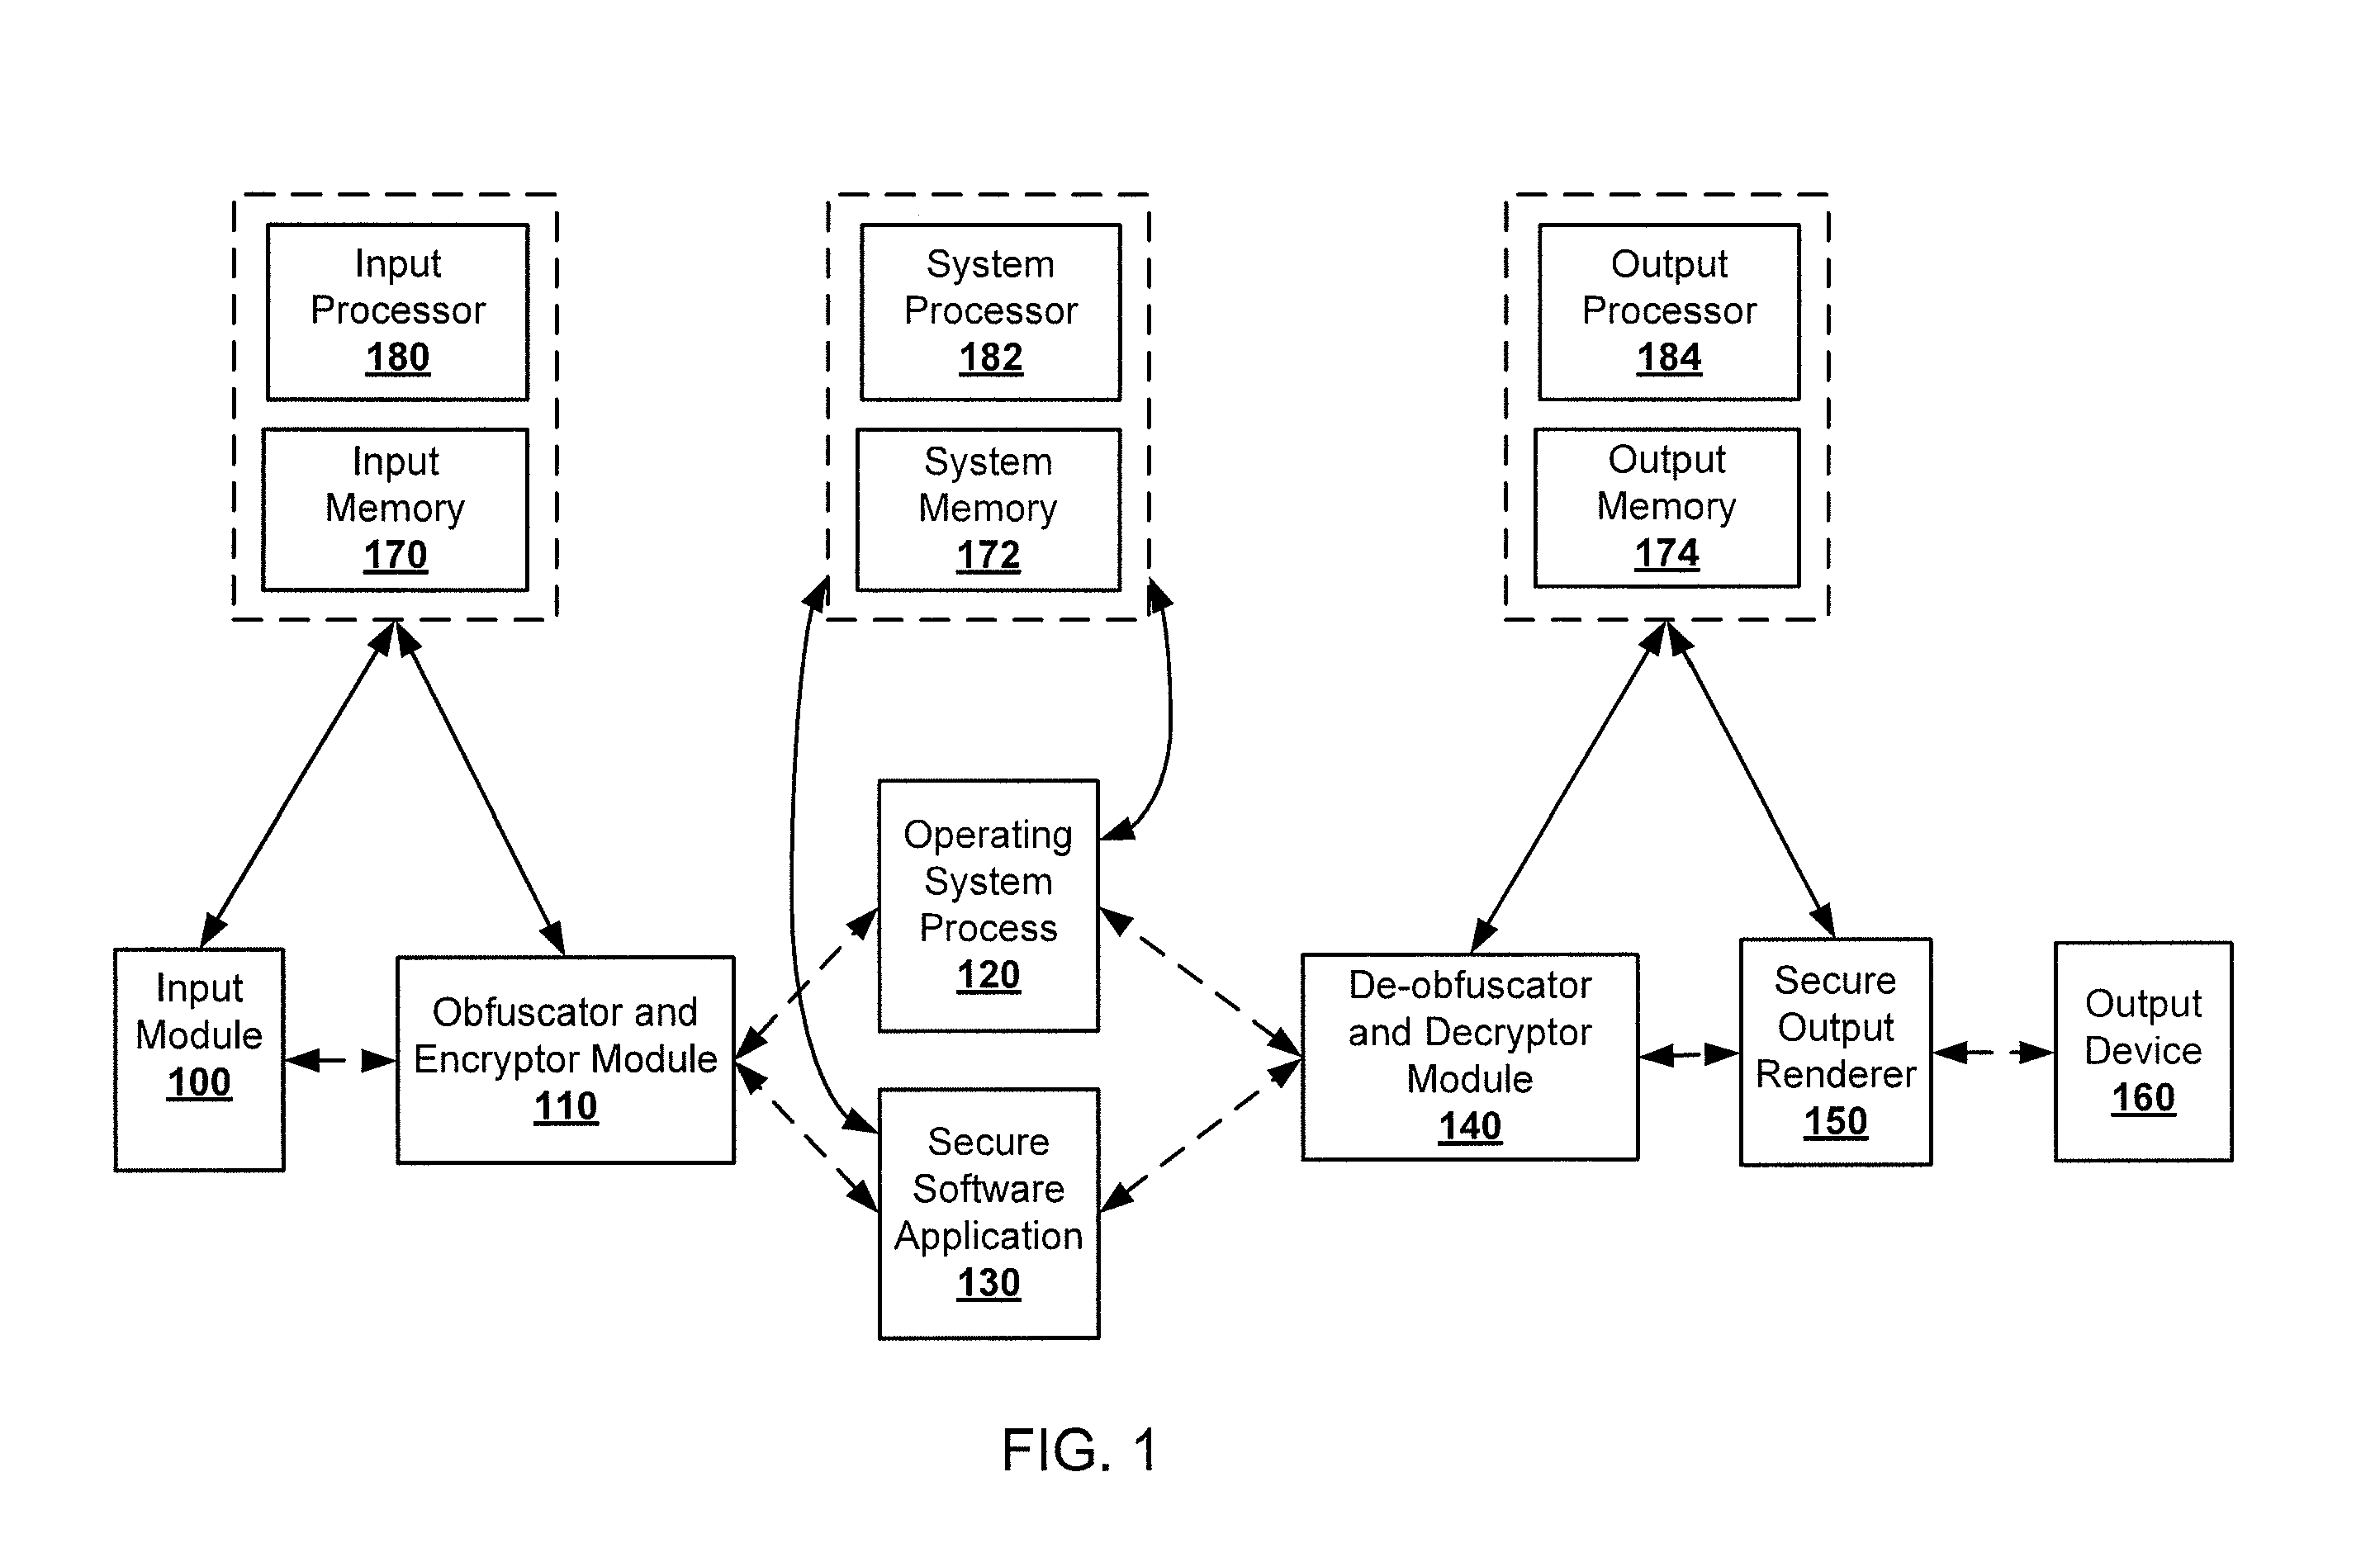 Input
Processor
180
Input
Memory
170
System
Processor
182
System
Memory
172
Output
Processor
184
Output
Memory
174
Input
Module
100
Obfuscator and
Encryptor Module
110
Operating
System
Process
120
Secure
Software
Application
130
De-obfuscator
and Decryptor
Module
140
Secure
Output
Renderer
150
Output
Device
160
FIG. 1